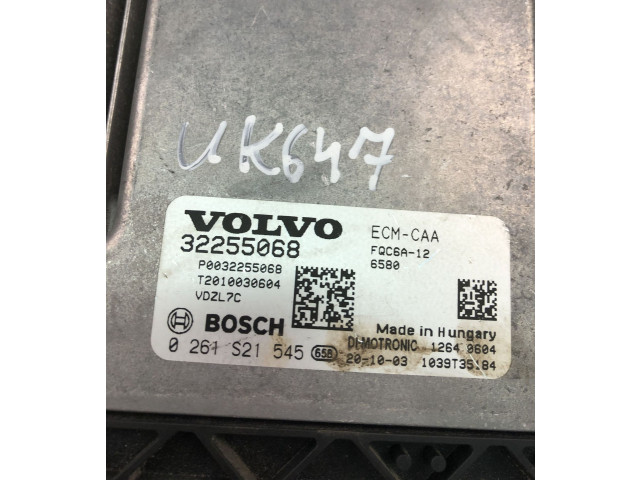 UK647
VOLVO
32255068
P0032255068
T2010030604
VDZL7C
ECM-CAA
FQC6A-12
6580
BOSCH
0 261 S21 545 658
Made in Hungary
DI-MOTRONIC 1264 0604
20-10-03 1039T35184